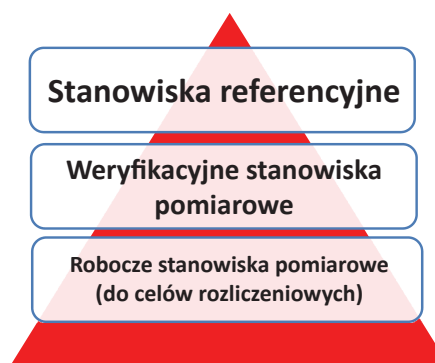 Stanowiska referencyjne
Weryfikacyjne stanowiska
pomiarowe
Robocze stanowiska pomiarowe
(do celów rozliczeniowych)